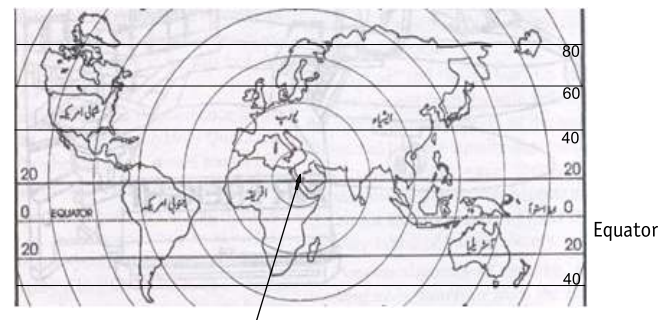 80
60
شمالی امریکہ
یورپ
ایشیاء
40
20
20
افریقہ
جنوبی امریکہ
0
EQUATOR
0
Equator
20
آسٹریلیا
20
40